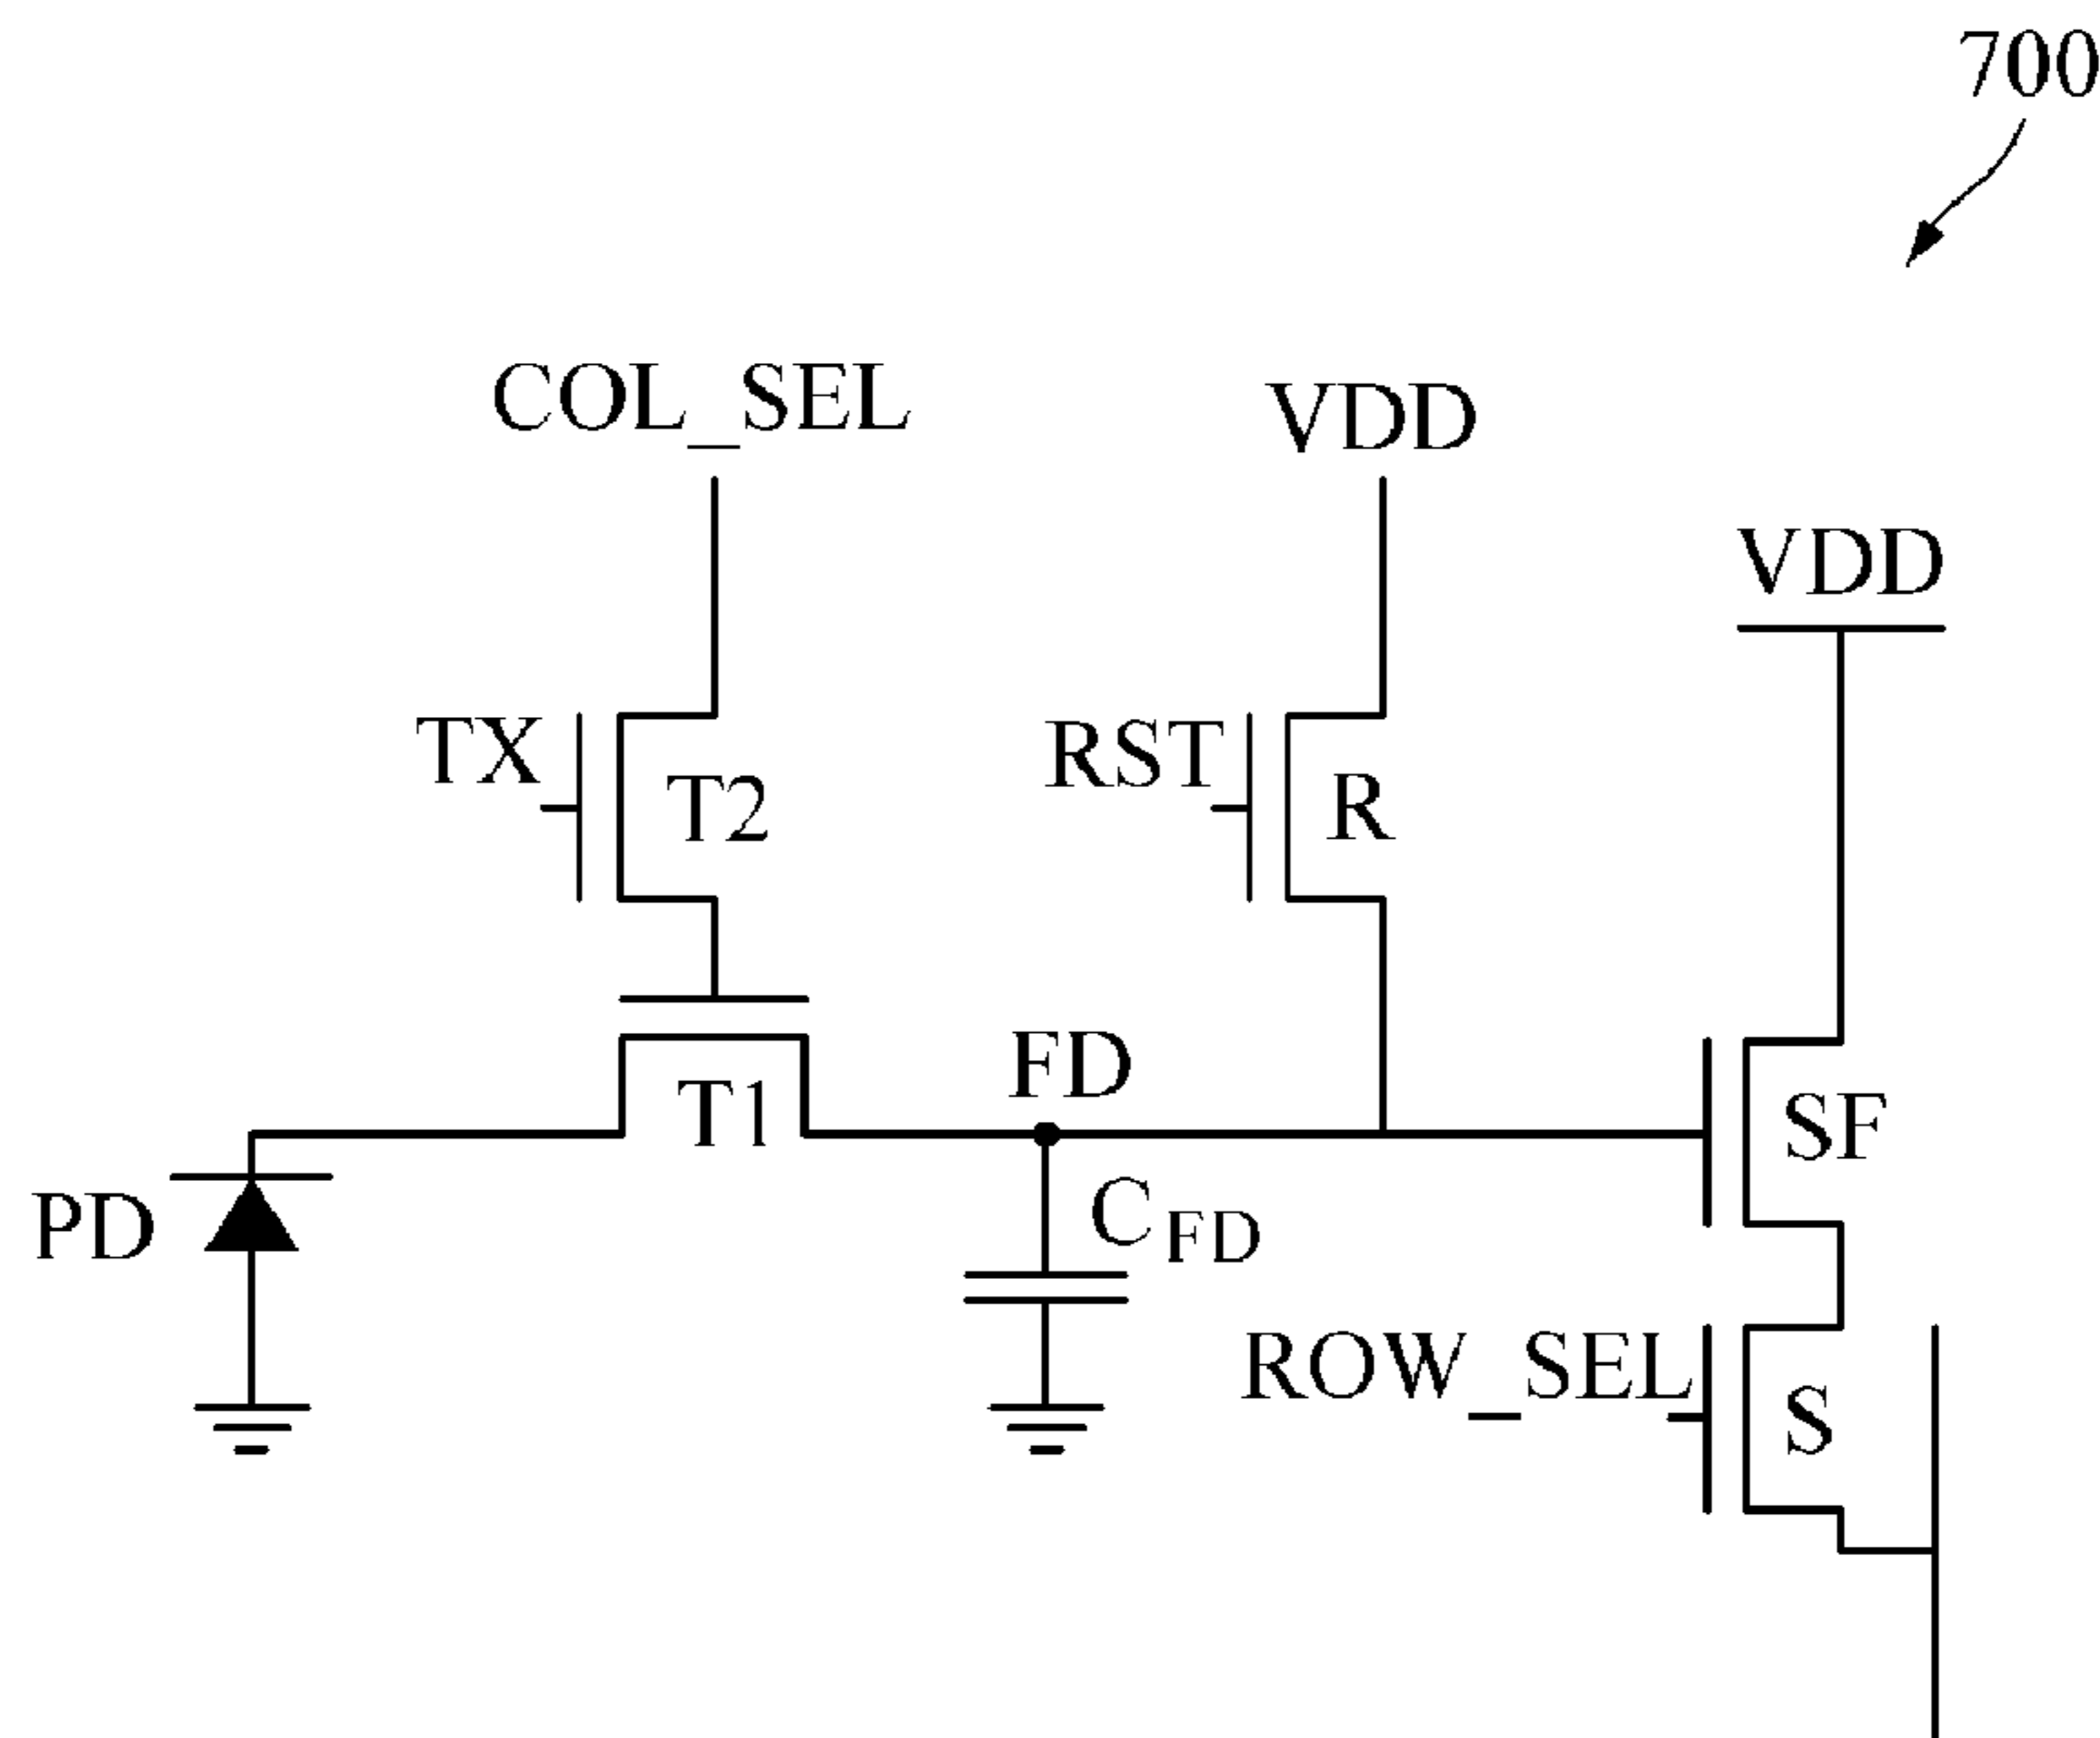 700
COL_SEL
VDD
VDD
TX
T2
RST
R
FD
T1
SF
PD
CFD
ROW_SEL
S